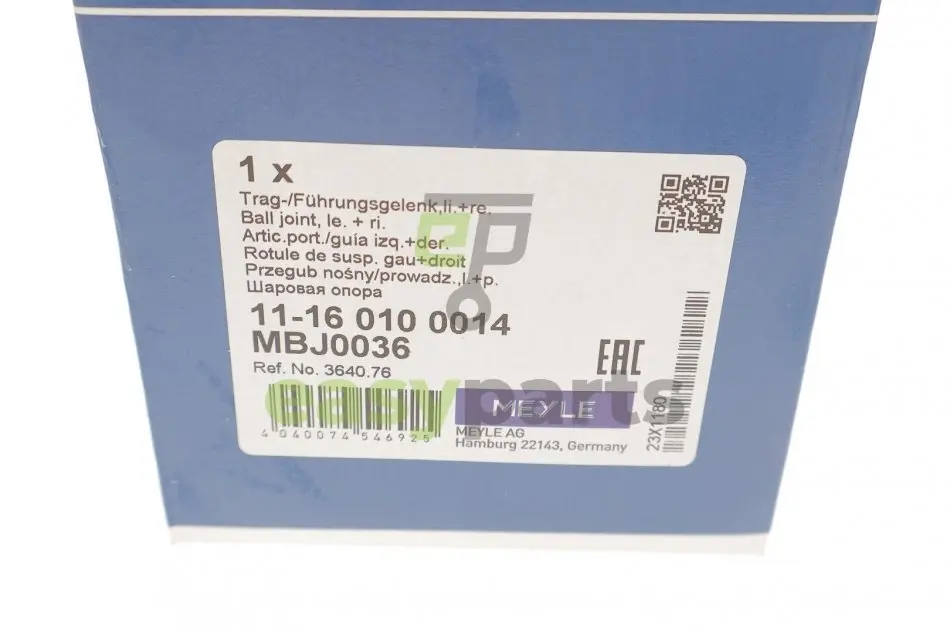 1 x
Trag-/Führungsgelenk,li.+re.
Ball joint, le. + ri.
Artic.port./guía izq.+der.
Rotule de susp. gau+droit
Przegub nośny/prowadz.,l.+p.
Шаровая опора
11-16 010 0014
MBJ0036
Ref. No. 3640.76
EAC
4 040074 546925
MEYLE
MEYLE AG
Hamburg 22143, Germany
23X1180
ep
easyparts